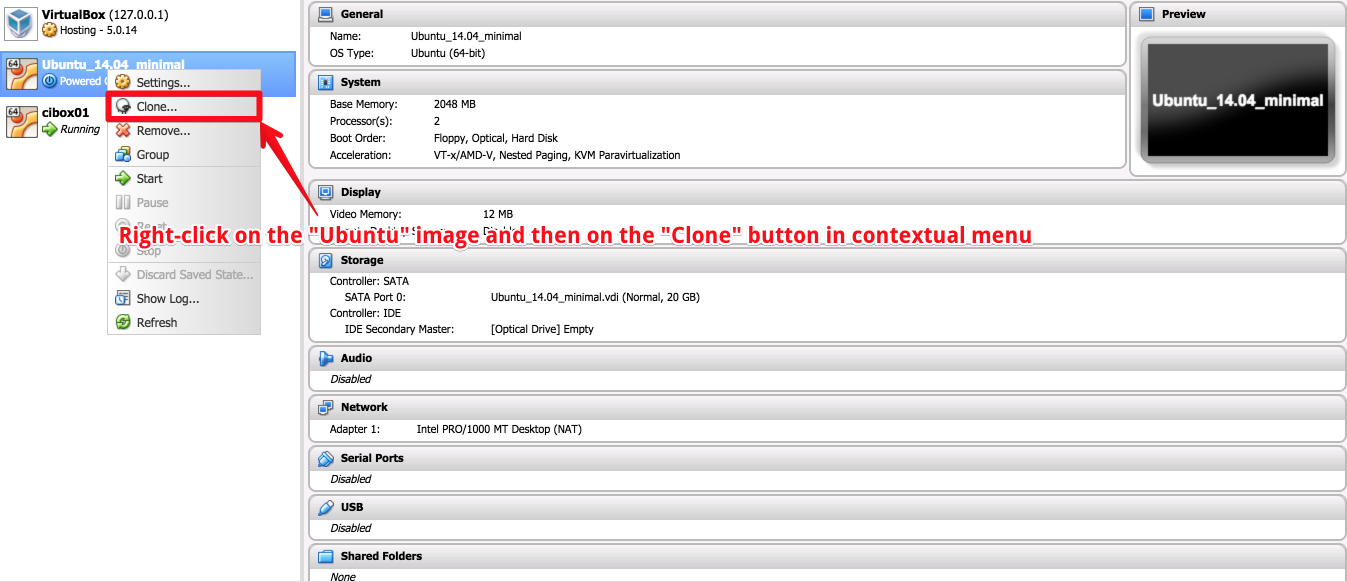 VirtualBox (127.0.0.1)
Hosting - 5.0.14
64
Ubuntu_14.04_minimal
Powered
64
cibox01
Running
Settings...
Clone...
Remove...
Group
Start
Pause
Stop
Discard Saved State...
Show Log...
Refresh
Right-click on the "Ubuntu" image and then on the "Clone" button in contextual menu
General
Name: Ubuntu_14.04_minimal
OS Type: Ubuntu (64-bit)
System
Base Memory: 2048 MB
Processor(s): 2
Boot Order: Floppy, Optical, Hard Disk
Acceleration: VT-x/AMD-V, Nested Paging, KVM Paravirtualization
Preview
Ubuntu_14.04_minimal
Display
Video Memory: 12 MB
Storage
Controller: SATA
SATA Port 0: Ubuntu_14.04_minimal.vdi (Normal, 20 GB)
Controller: IDE
IDE Secondary Master: [Optical Drive] Empty
Audio
Disabled
Network
Adapter 1: Intel PRO/1000 MT Desktop (NAT)
Serial Ports
Disabled
USB
Disabled
Shared Folders
None